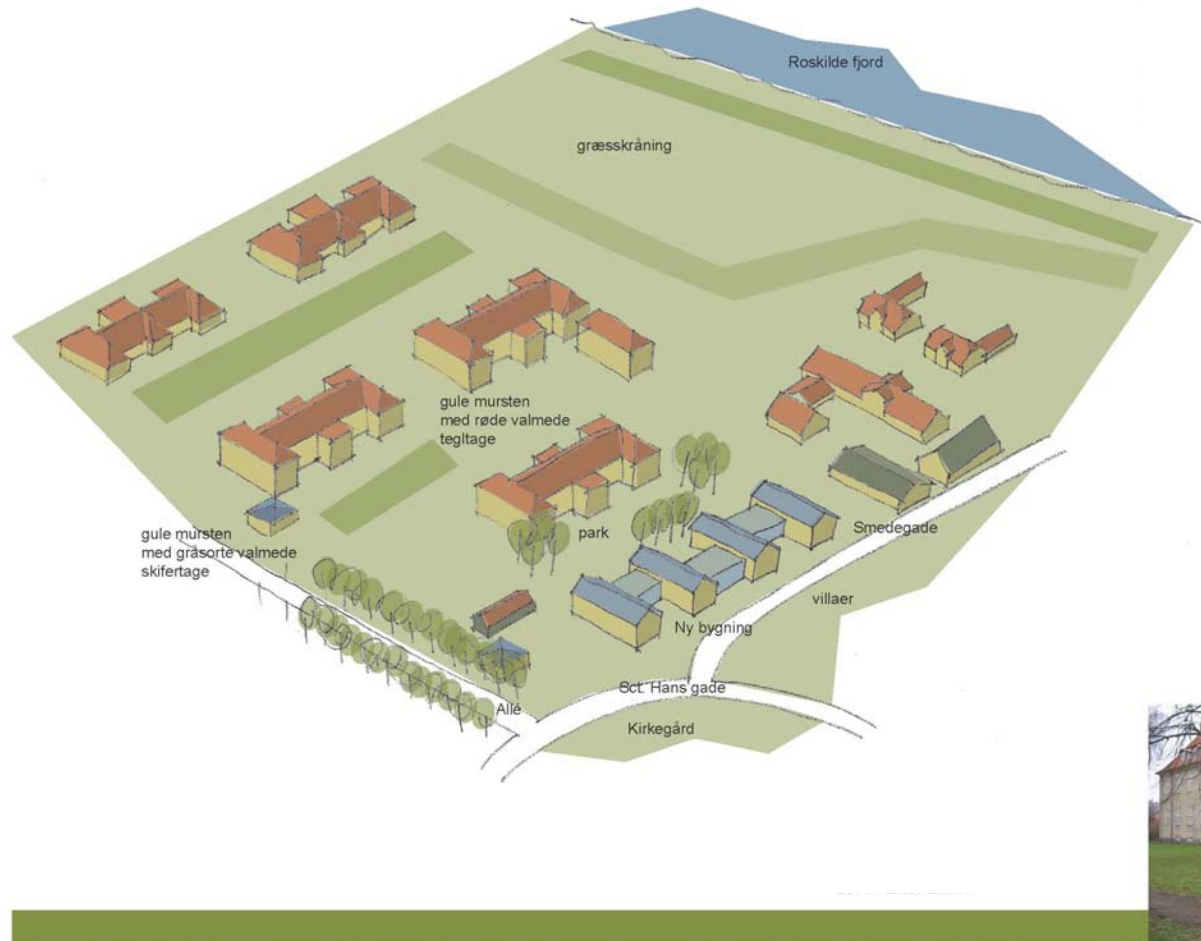 Roskilde fjord
græsskråning
gule mursten
med røde valmede
tegltage
gule mursten
med gråsorte valmede
skifertage
park
Smedegade
villaer
Ny bygning
Sct. Hans gade
Allé
Kirkegård